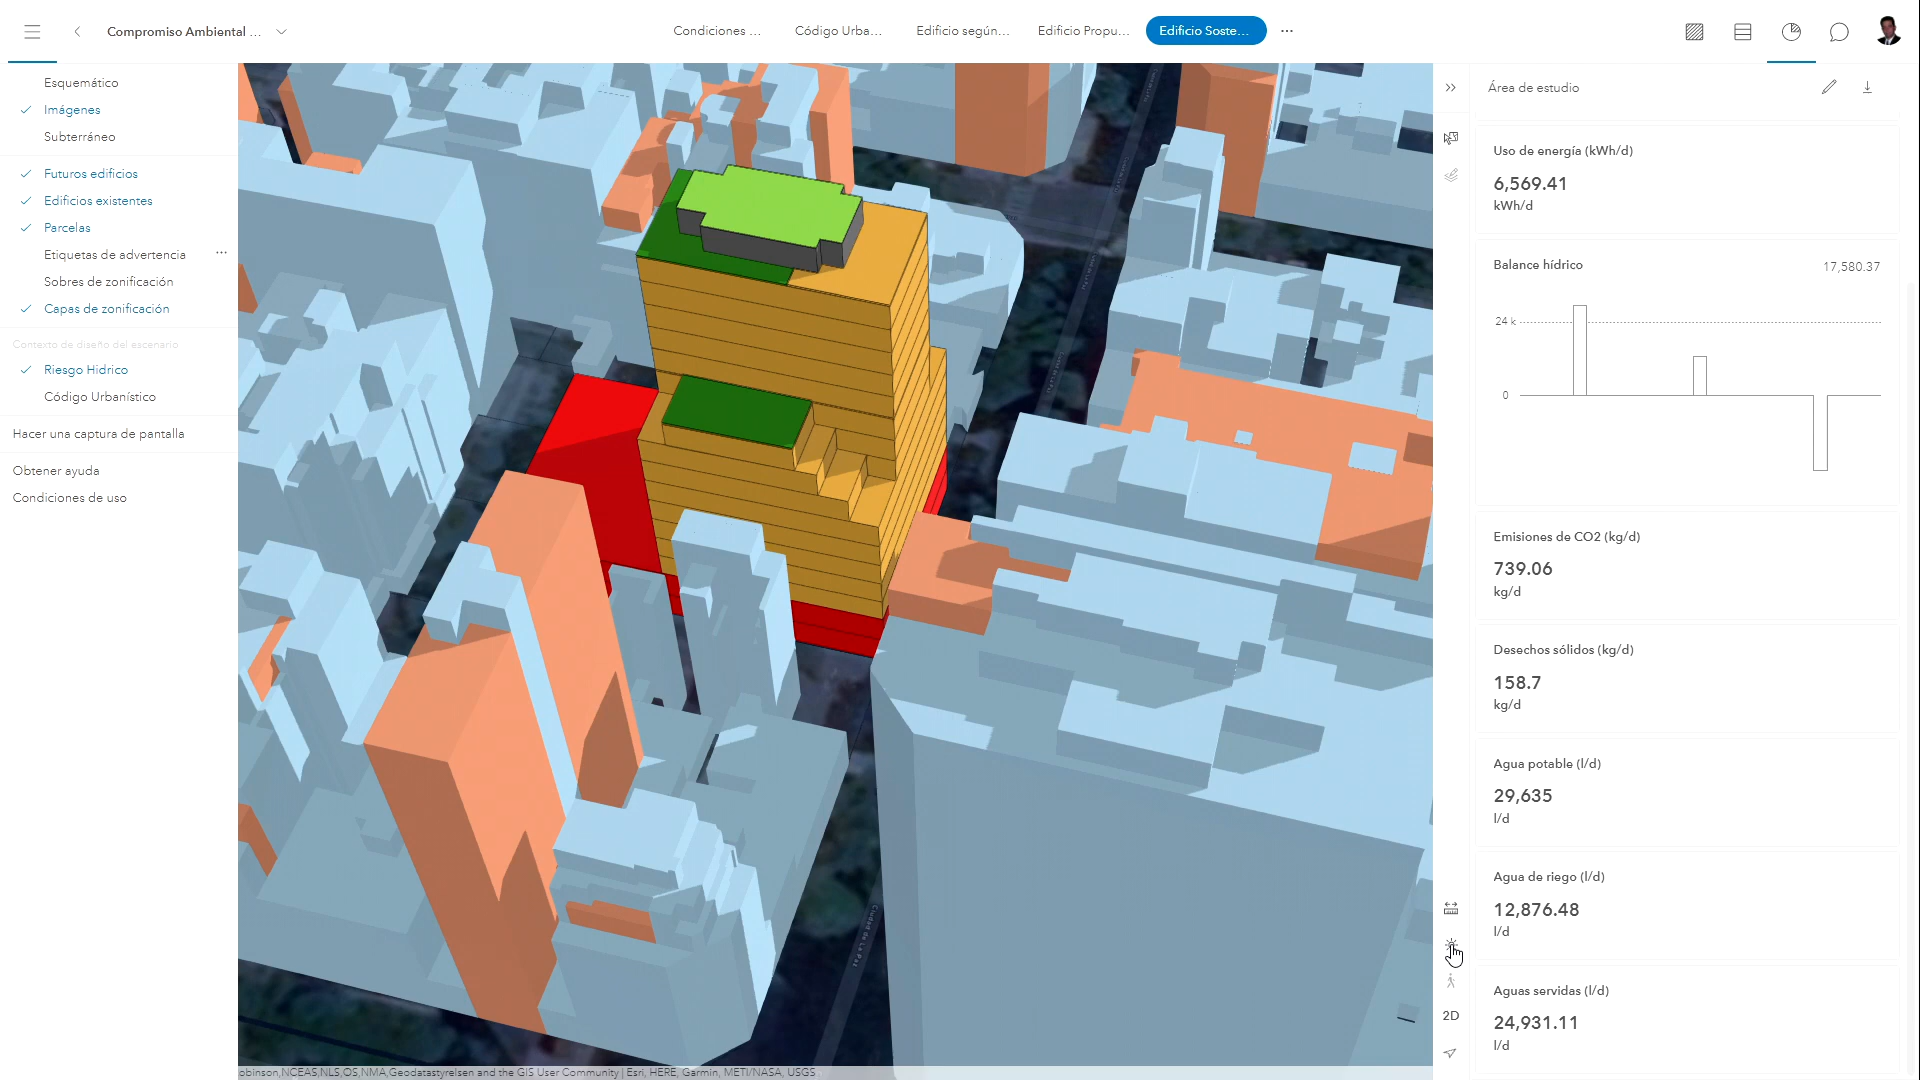 Compromiso Ambiental ...
Condiciones ...
Código Urba...
Edificio según...
Edificio Propu...
Edificio Soste...
Esquemático
Imágenes
Subterráneo
Futuros edificios
Edificios existentes
Parcelas
Etiquetas de advertencia
Sobres de zonificación
Capas de zonificación
Contexto de diseño del escenario
Riesgo Hidrico
Código Urbanístico
Hacer una captura de pantalla
Obtener ayuda
Condiciones de uso
Ciudad de La Paz
obinson,NCEAS,NLS,OS,NMA,Geodatastyrelsen and the GIS User Community | Esri, HERE, Garmin, METI/NASA, USGS
2D
Área de estudio
Uso de energía (kWh/d)
6,569.41
kWh/d
Balance hídrico
17,580.37
24 k
0
Emisiones de CO2 (kg/d)
739.06
kg/d
Desechos sólidos (kg/d)
158.7
kg/d
Agua potable (l/d)
29,635
l/d
Agua de riego (l/d)
12,876.48
l/d
Aguas servidas (l/d)
24,931.11
l/d